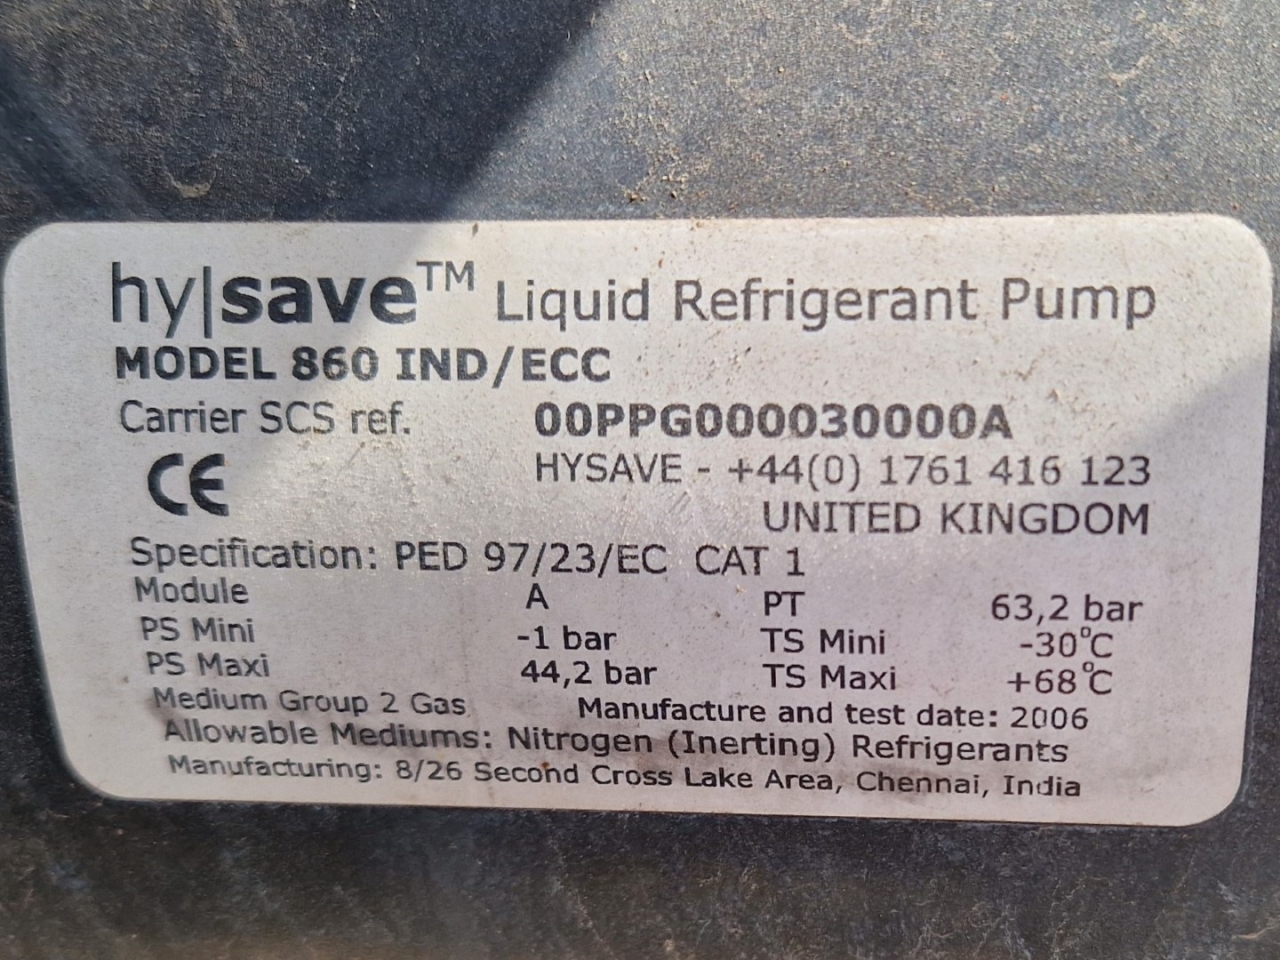 hy|save™ Liquid Refrigerant Pump
MODEL 860 IND/ECC
Carrier SCS ref. 00PPG000030000A
CE HYSAVE - +44(0) 1761 416 123
UNITED KINGDOM
Specification: PED 97/23/EC CAT 1
Module A PT 63,2 bar
PS Mini -1 bar TS Mini -30°C
PS Maxi 44,2 bar TS Maxi +68°C
Medium Group 2 Gas Manufacture and test date: 2006
Allowable Mediums: Nitrogen (Inerting) Refrigerants
Manufacturing: 8/26 Second Cross Lake Area, Chennai, India